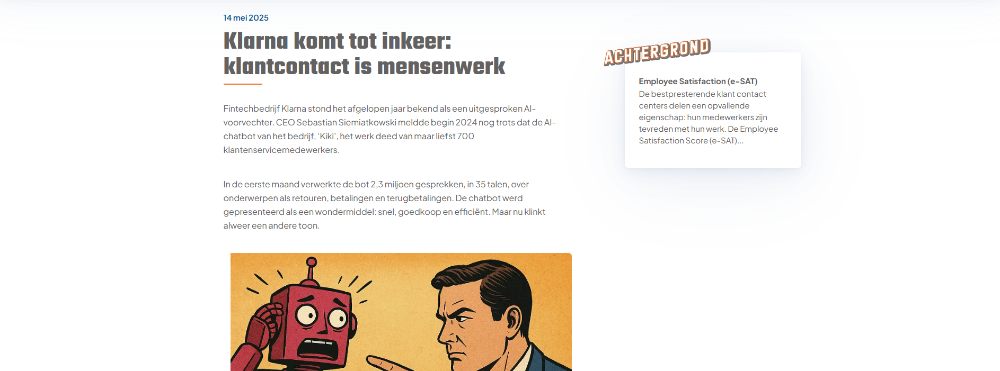 14 mei 2025
Klarna komt tot inkeer:
klantcontact is mensenwerk
Fintechbedrijf Klarna stond het afgelopen jaar bekend als een uitgesproken AI-
voorvechter. CEO Sebastian Siemiatkowski meldde begin 2024 nog trots dat de AI-
chatbot van het bedrijf, ‘Kiki’, het werk deed van maar liefst 700
klantenservicemedewerkers.
In de eerste maand verwerkte de bot 2,3 miljoen gesprekken, in 35 talen, over
onderwerpen als retouren, betalingen en terugbetalingen. De chatbot werd
gepresenteerd als een wondermiddel: snel, goedkoop en efficiënt. Maar nu klinkt
alweer een andere toon.
ACHTERGROND
Employee Satisfaction (e-SAT)
De bestpresterende klant contact
centers delen een opvallende
eigenschap: hun medewerkers zijn
tevreden met hun werk. De Employee
Satisfaction Score (e-SAT)...